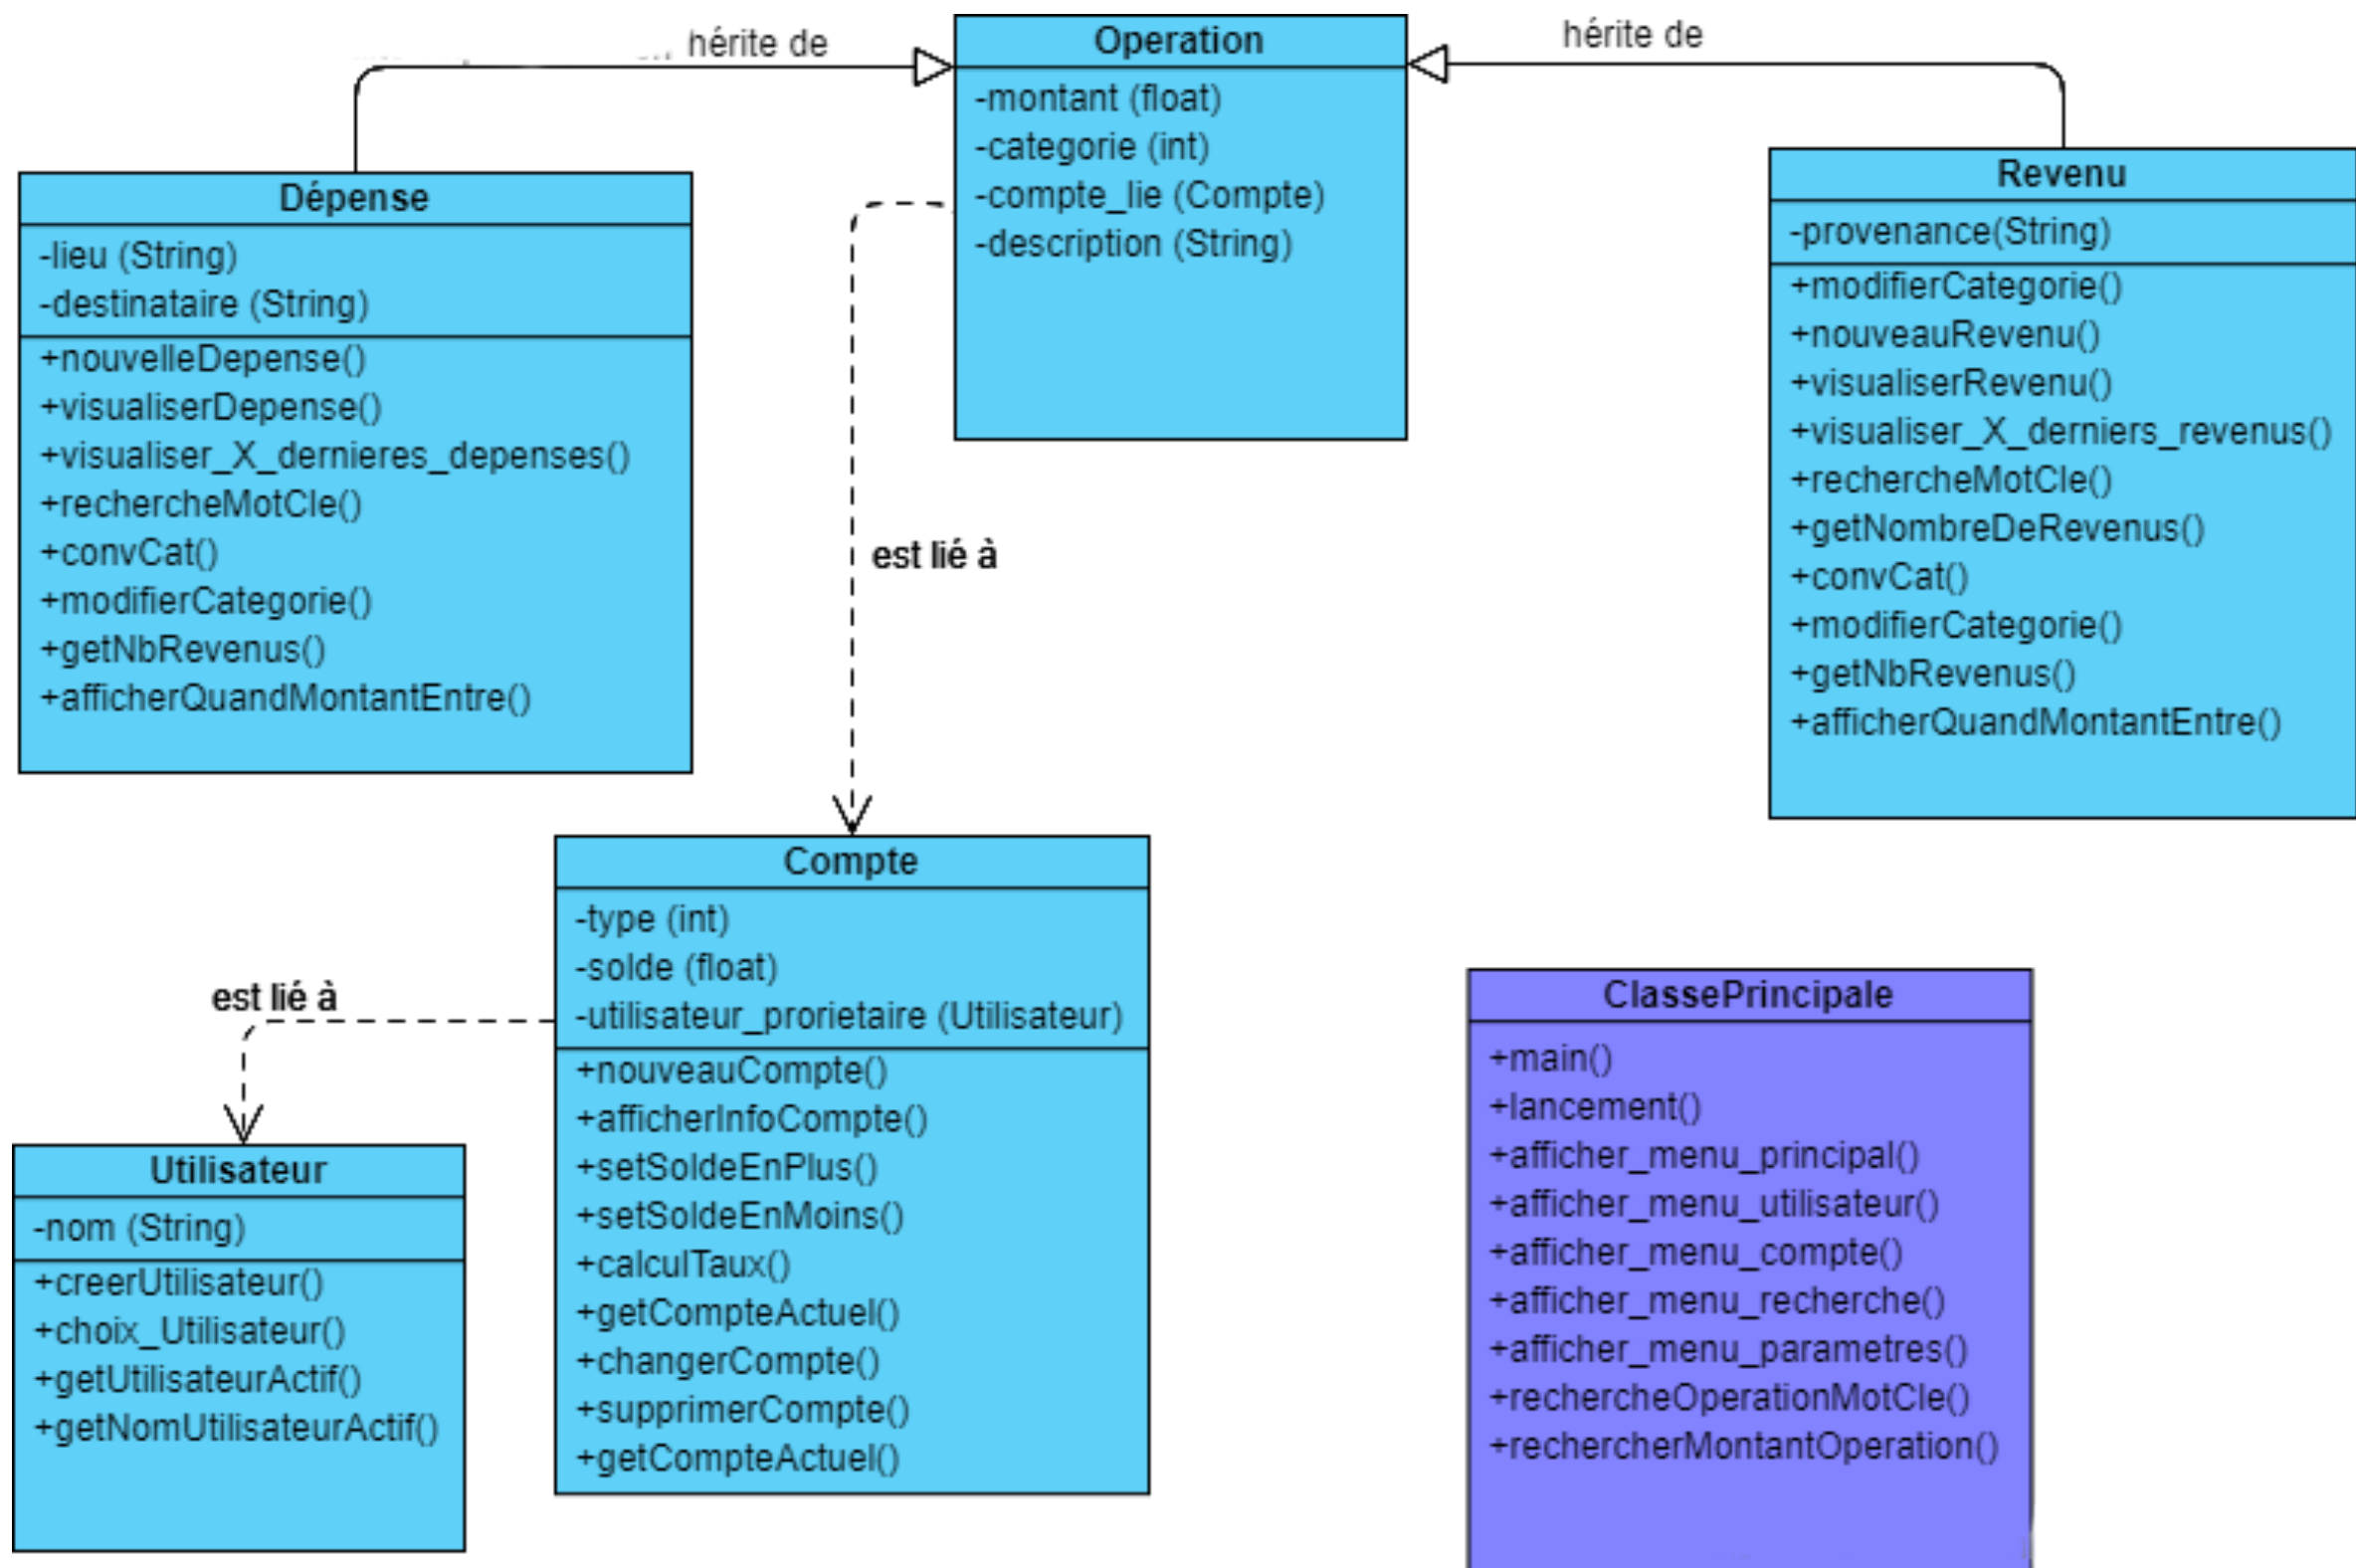 hérite de
Operation
-montant (float)
-categorie (int)
-compte_lie (Compte)
-description (String)
hérite de
Dépense
-lieu (String)
-destinataire (String)
+nouvelleDepense()
+visualiserDepense()
+visualiser_X_dernieres_depenses()
+rechercheMotCle()
+convCat()
+modifierCategorie()
+getNbRevenus()
+afficherQuandMontantEntre()
Revenu
-provenance(String)
+modifierCategorie()
+nouveauRevenu()
+visualiserRevenu()
+visualiser_X_derniers_revenus()
+rechercheMotCle()
+getNombreDeRevenus()
+convCat()
+modifierCategorie()
+getNbRevenus()
+afficherQuandMontantEntre()
est lié à
Compte
-type (int)
-solde (float)
-utilisateur_prorietaire (Utilisateur)
+nouveauCompte()
+afficherInfoCompte()
+setSoldeEnPlus()
+setSoldeEnMoins()
+calculTaux()
+getCompteActuel()
+changerCompte()
+supprimerCompte()
+getCompteActuel()
est lié à
Utilisateur
-nom (String)
+creerUtilisateur()
+choix_Utilisateur()
+getUtilisateurActif()
+getNomUtilisateurActif()
ClassePrincipale
+main()
+lancement()
+afficher_menu_principal()
+afficher_menu_utilisateur()
+afficher_menu_compte()
+afficher_menu_recherche()
+afficher_menu_parametres()
+rechercheOperationMotCle()
+rechercherMontantOperation()